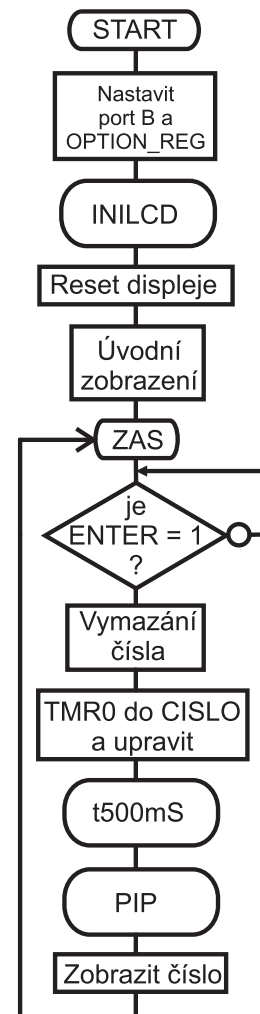 START
Nastavit
port B a
OPTION_REG
INILCD
Reset displeje
Úvodní
zobrazení
ZAS
je
ENTER = 1
?
Vymazání
čísla
TMR0 do CISLO
a upravit
t500mS
PIP
Zobrazit číslo